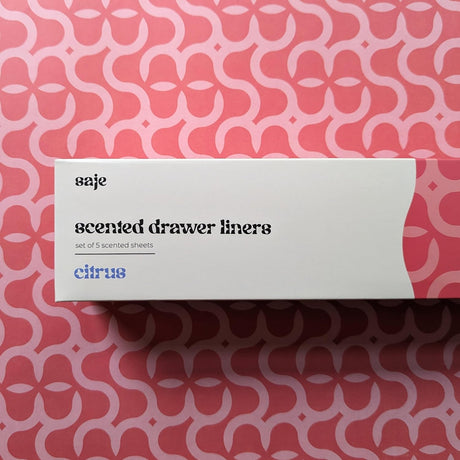 saje
scented drawer liners
set of 5 scented sheets
citrus